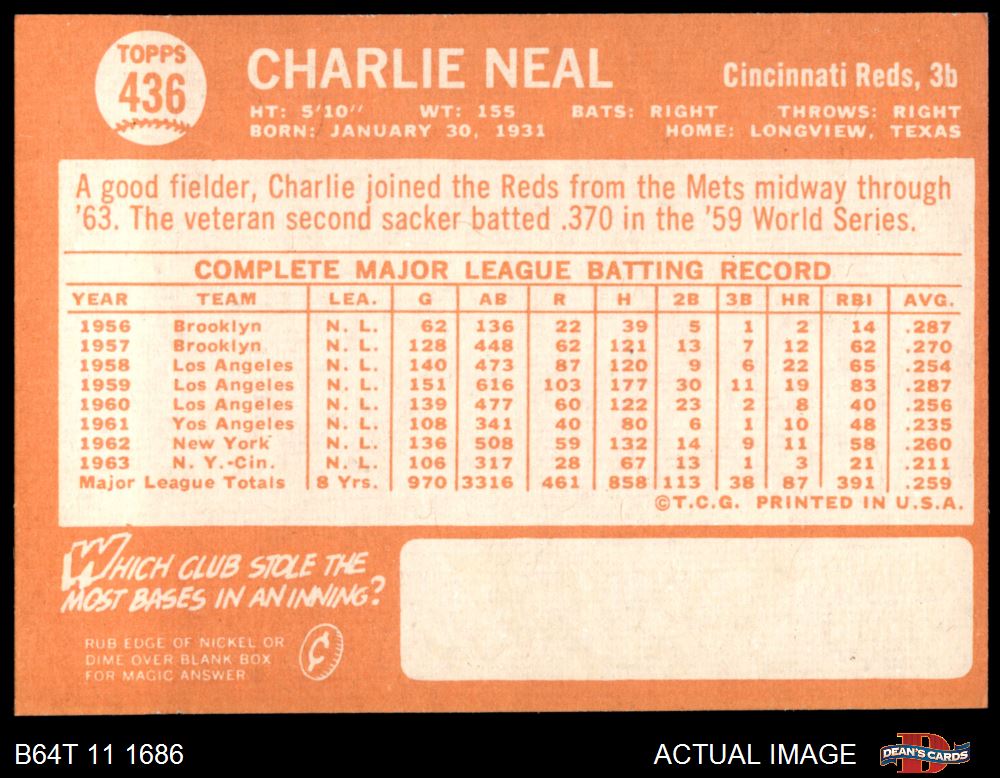 TOPPS
436
CHARLIE NEAL
Cincinnati Reds, 3b
HT: 5'10" WT: 155 BATS: RIGHT THROWS: RIGHT
BORN: JANUARY 30, 1931 HOME: LONGVIEW, TEXAS
A good fielder, Charlie joined the Reds from the Mets midway through
'63. The veteran second sacker batted .370 in the '59 World Series.
COMPLETE MAJOR LEAGUE BATTING RECORD
YEAR TEAM LEA. G AB R H 2B 3B HR RBI AVG.
1956 Brooklyn N. L. 62 136 22 39 5 1 2 14 .287
1957 Brooklyn N. L. 128 448 62 121 13 7 12 62 .270
1958 Los Angeles N. L. 140 473 87 120 9 6 22 65 .254
1959 Los Angeles N. L. 151 616 103 177 30 11 19 83 .287
1960 Los Angeles N. L. 139 477 60 122 23 2 8 40 .256
1961 Yos Angeles N. L. 108 341 40 80 6 1 10 48 .235
1962 New York N. L. 136 508 59 132 14 9 11 58 .260
1963 N. Y.-Cin. N. L. 106 317 28 67 13 1 3 21 .211
Major League Totals 8 Yrs. 970 3316 461 858 113 38 87 391 .259
©T.C.G. PRINTED IN U.S.A.
WHICH CLUB STOLE THE
MOST BASES IN AN INNING?
RUB EDGE OF NICKEL OR
DIME OVER BLANK BOX
FOR MAGIC ANSWER
¢
B64T 11 1686
ACTUAL IMAGE
D
DEAN'S CARDS